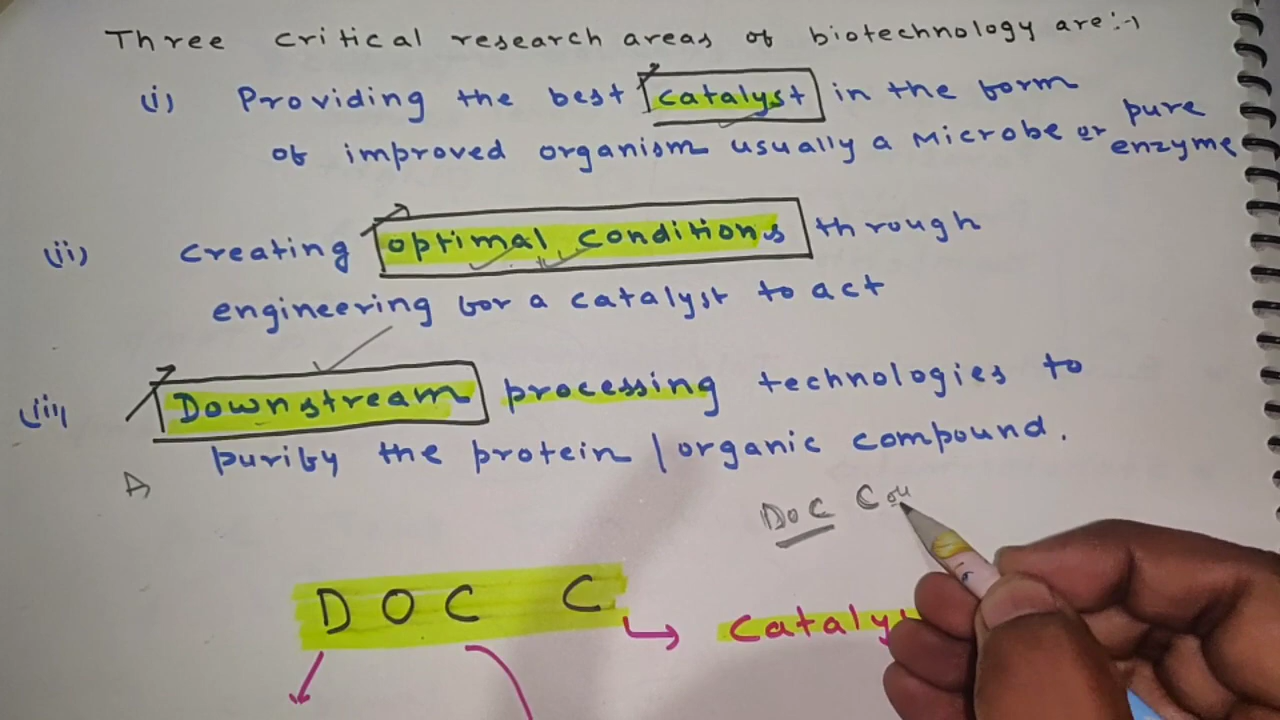 Three critical research areas of biotechnology are:-
(i) Providing the best catalyst in the form
of improved organism usually a Microbe or pure enzyme
(ii) Creating optimal conditions through
engineering for a catalyst to act
(iii) Downstream processing technologies to
purify the protein / organic compound.
A
DOC Cou
D O C C
Cataly